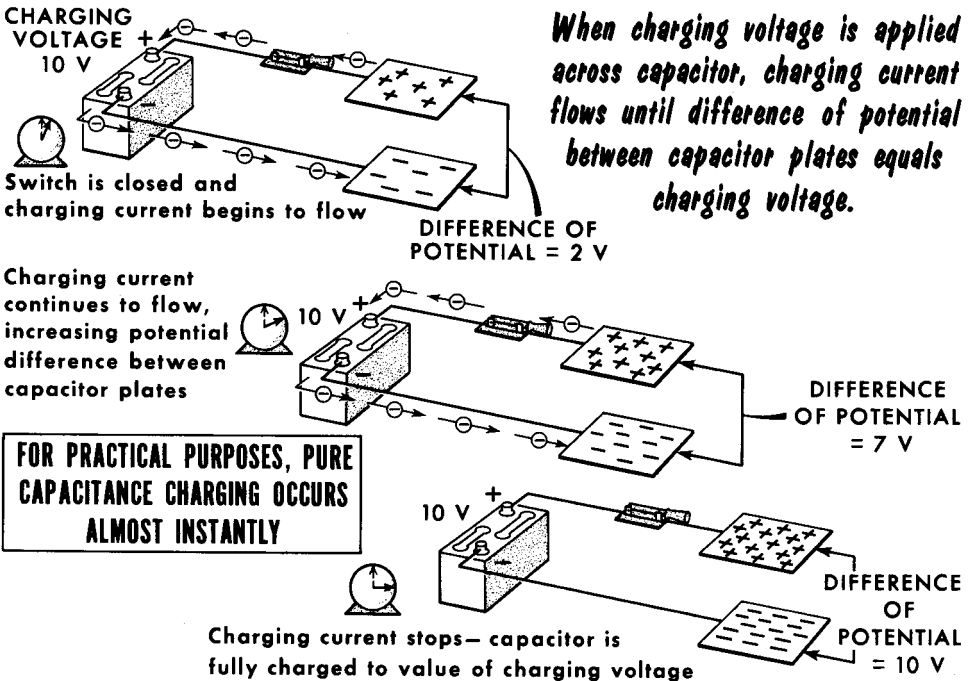 CHARGING
VOLTAGE
10 V
+
−
When charging voltage is applied
across capacitor, charging current
flows until difference of potential
between capacitor plates equals
charging voltage.
Switch is closed and
charging current begins to flow
DIFFERENCE OF
POTENTIAL = 2 V
Charging current
continues to flow,
increasing potential
difference between
capacitor plates
10 V
+
−
DIFFERENCE
OF POTENTIAL
= 7 V
FOR PRACTICAL PURPOSES, PURE
CAPACITANCE CHARGING OCCURS
ALMOST INSTANTLY
10 V
+
−
DIFFERENCE
OF
POTENTIAL
= 10 V
Charging current stops— capacitor is
fully charged to value of charging voltage